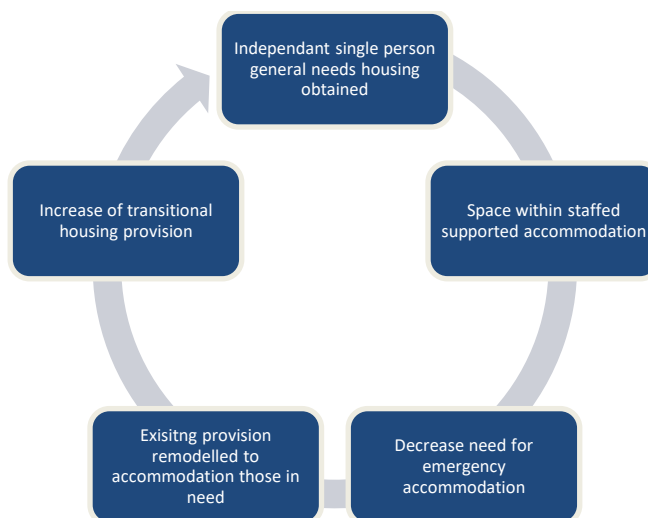 Independant single person
general needs housing
obtained
Space within staffed
supported accommodation
Decrease need for
emergency
accommodation
Exisitng provision
remodelled to
accommodation those in
need
Increase of transitional
housing provision